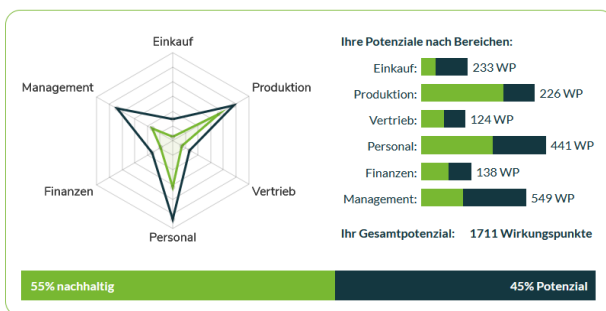 Einkauf
Management
Produktion
Finanzen
Vertrieb
Personal
Ihre Potenziale nach Bereichen:
Einkauf: 233 WP
Produktion: 226 WP
Vertrieb: 124 WP
Personal: 441 WP
Finanzen: 138 WP
Management: 549 WP
Ihr Gesamtpotenzial: 1711 Wirkungspunkte
55% nachhaltig 45% Potenzial